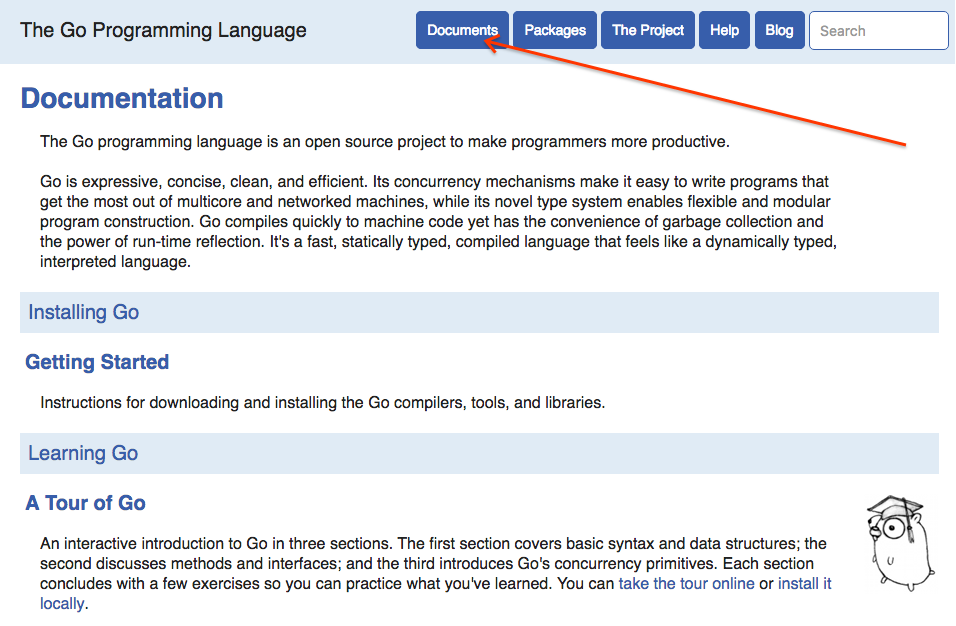 The Go Programming Language
Documents Packages The Project Help Blog Search
Documentation
The Go programming language is an open source project to make programmers more productive.
Go is expressive, concise, clean, and efficient. Its concurrency mechanisms make it easy to write programs that
get the most out of multicore and networked machines, while its novel type system enables flexible and modular
program construction. Go compiles quickly to machine code yet has the convenience of garbage collection and
the power of run-time reflection. It's a fast, statically typed, compiled language that feels like a dynamically typed,
interpreted language.
Installing Go
Getting Started
Instructions for downloading and installing the Go compilers, tools, and libraries.
Learning Go
A Tour of Go
An interactive introduction to Go in three sections. The first section covers basic syntax and data structures; the
second discusses methods and interfaces; and the third introduces Go's concurrency primitives. Each section
concludes with a few exercises so you can practice what you've learned. You can take the tour online or install it
locally.